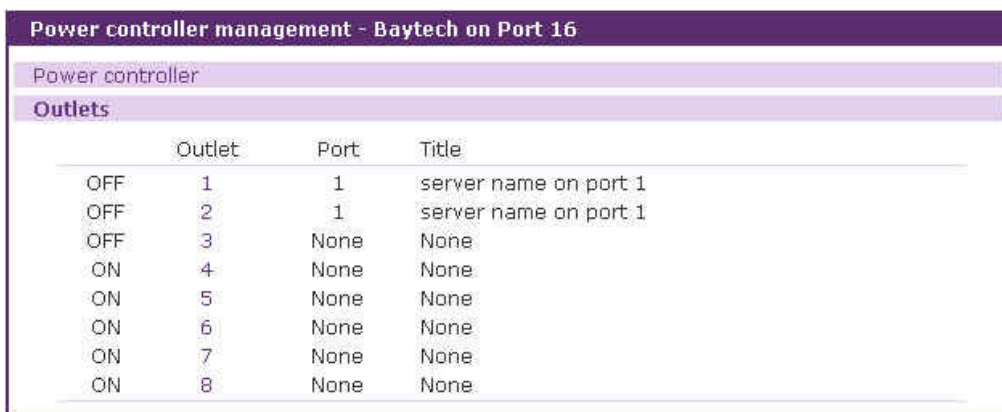 Power controller management - Baytech on Port 16
Power controller
Outlets
Outlet Port Title
OFF 1 1 server name on port 1
OFF 2 1 server name on port 1
OFF 3 None None
ON 4 None None
ON 5 None None
ON 6 None None
ON 7 None None
ON 8 None None